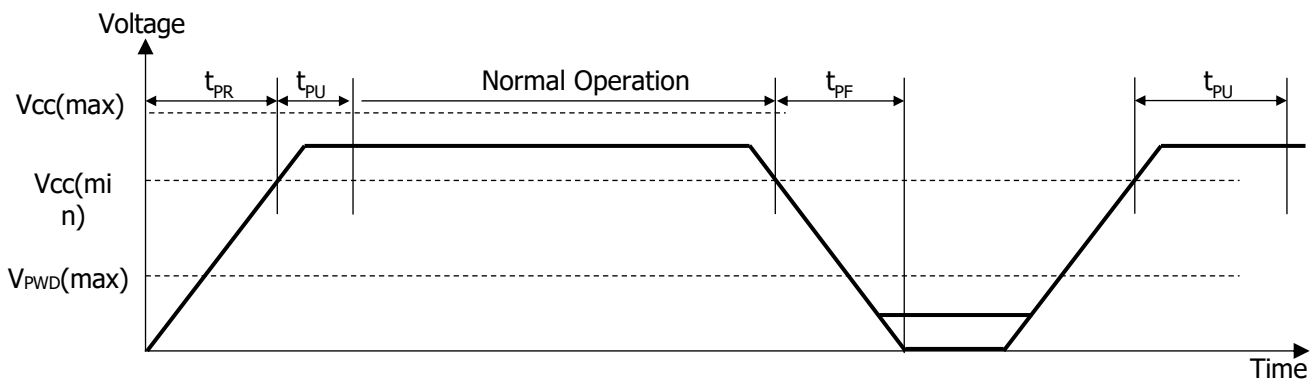 Voltage
tPR
tPU
Normal Operation
tPF
tPU
Vcc(max)
Vcc(mi
n)
VPWD(max)
Time